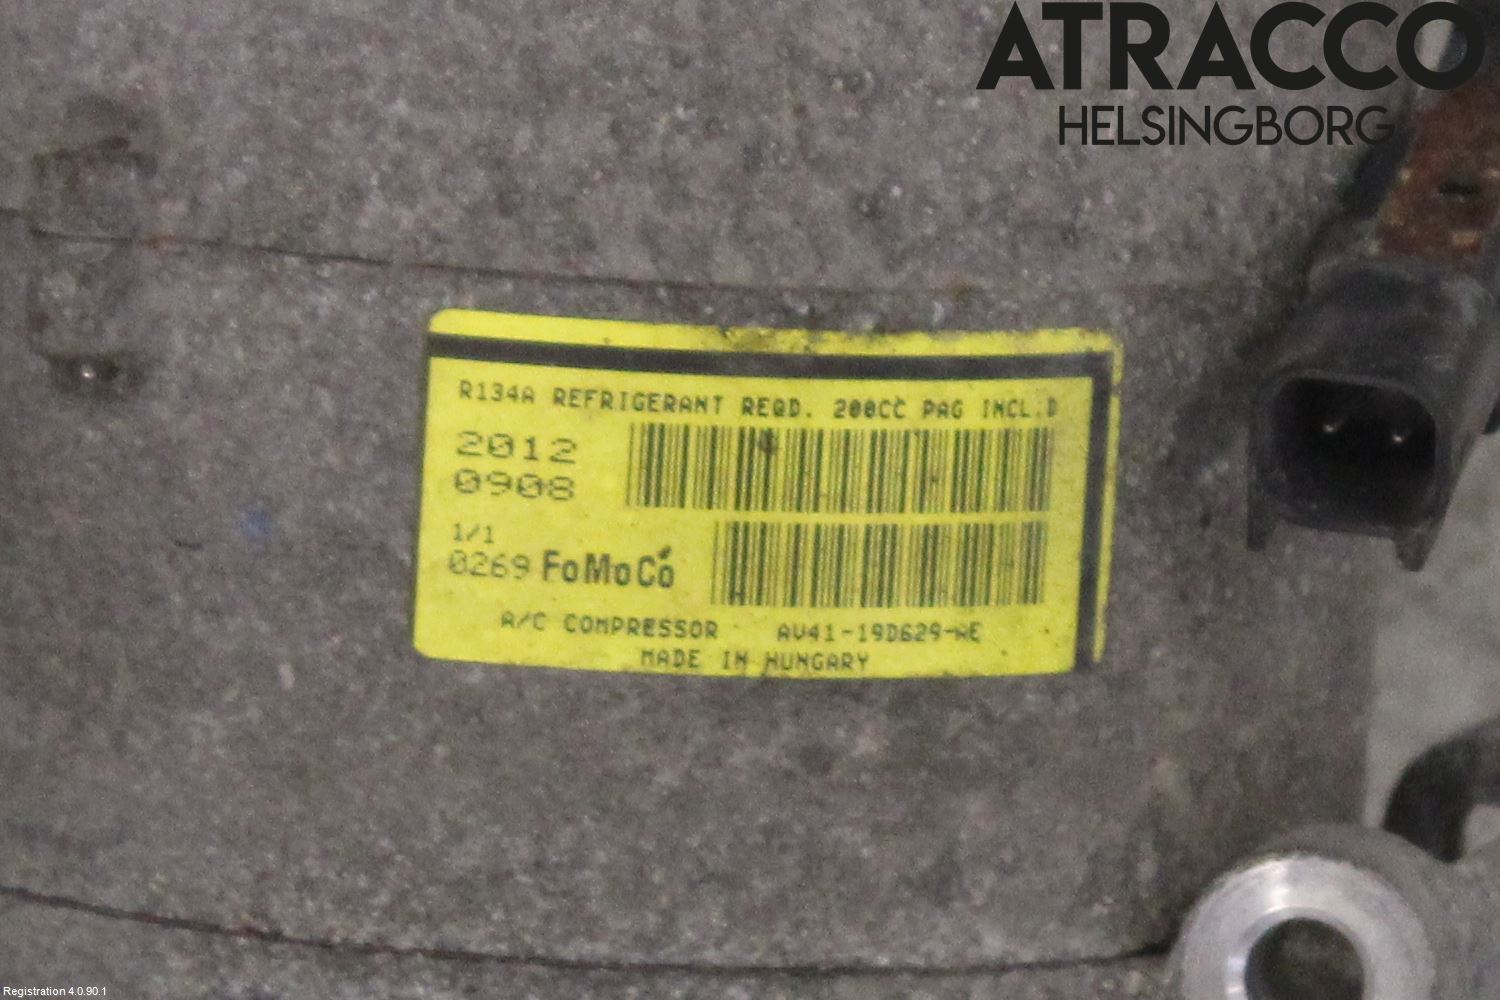 ATRACCO
HELSINGBORG
R134A REFRIGERANT REQD. 200CC PAG INCL.D
2012
0908
1/1
0269 FoMoCo
A/C COMPRESSOR AV41-19D629-AE
MADE IN HUNGARY
Registration 4.0.90.1